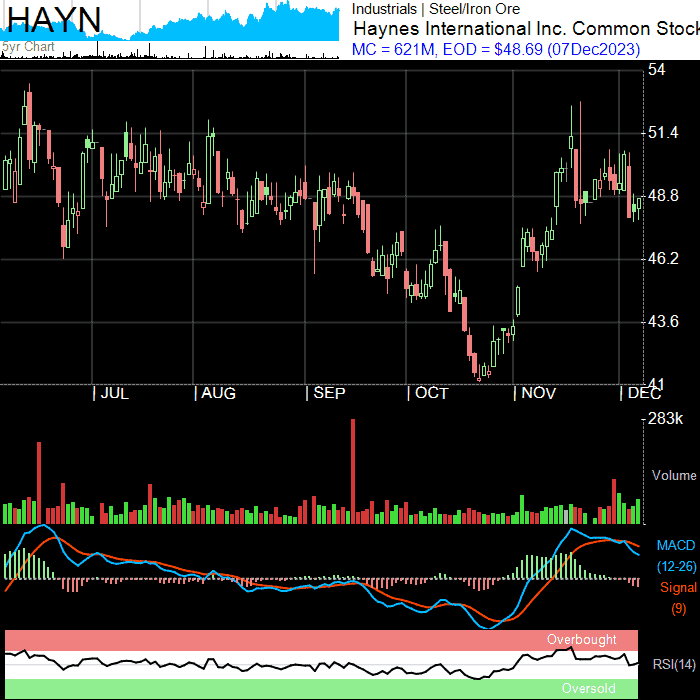 HAYN
5yr Chart
Industrials | Steel/Iron Ore
Haynes International Inc. Common Stock
MC = 621M, EOD = $48.69 (07Dec2023)
54
51.4
48.8
46.2
43.6
41
| JUL | AUG | SEP | OCT | NOV | DEC
283k
Volume
MACD
(12-26)
Signal
(9)
Overbought
RSI(14)
Oversold